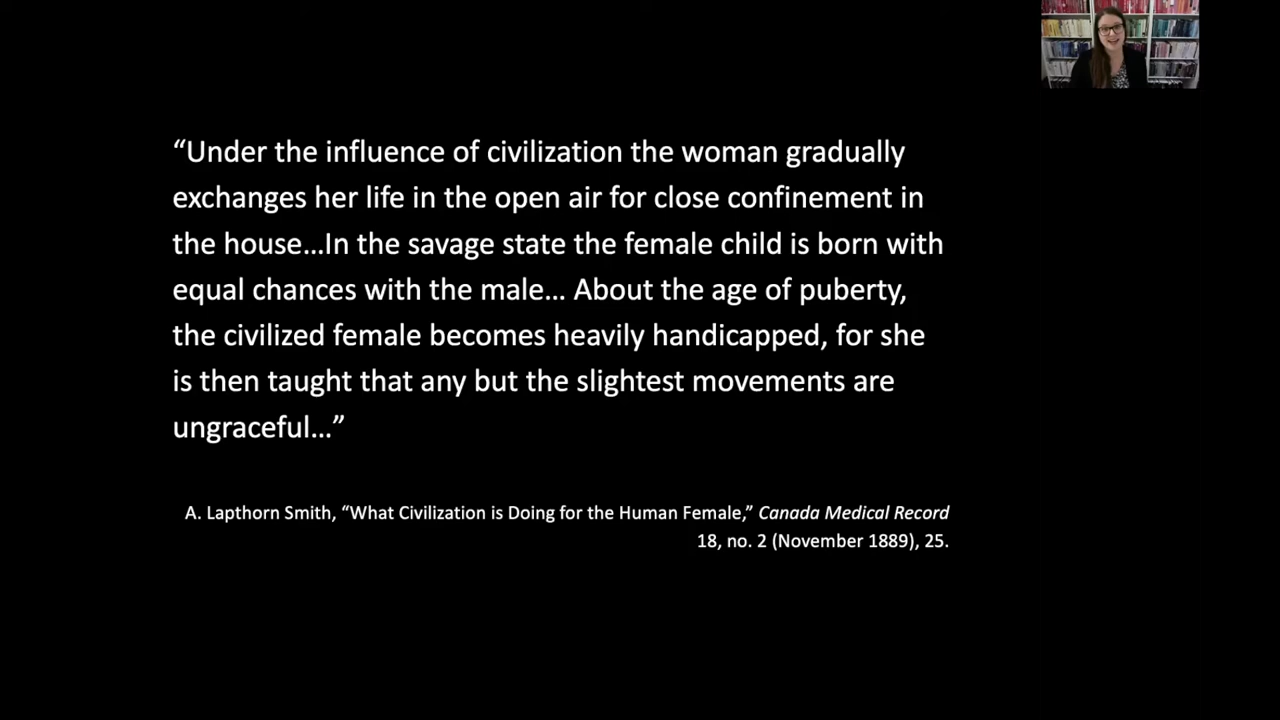 “Under the influence of civilization the woman gradually
exchanges her life in the open air for close confinement in
the house…In the savage state the female child is born with
equal chances with the male… About the age of puberty,
the civilized female becomes heavily handicapped, for she
is then taught that any but the slightest movements are
ungraceful…”
A. Lapthorn Smith, “What Civilization is Doing for the Human Female,” Canada Medical Record
18, no. 2 (November 1889), 25.